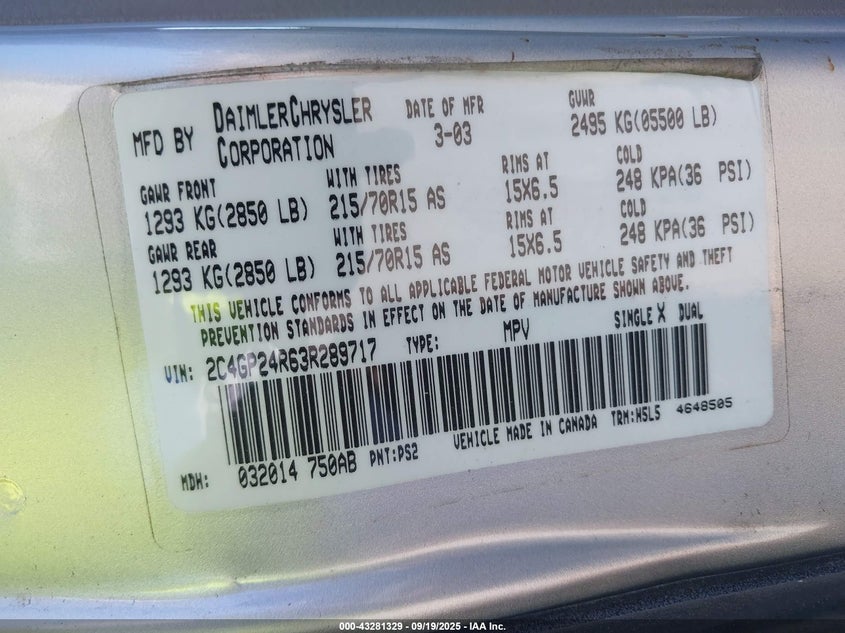 MFD BY DAIMLERCHRYSLER CORPORATION
DATE OF MFR 3-03
GVWR 2495 KG(05500 LB)
GAWR FRONT WITH TIRES RIMS AT COLD
1293 KG(2850 LB) 215/70R15 AS 15X6.5 248 KPA(36 PSI)
GAWR REAR WITH TIRES RIMS AT COLD
1293 KG(2850 LB) 215/70R15 AS 15X6.5 248 KPA(36 PSI)
THIS VEHICLE CONFORMS TO ALL APPLICABLE FEDERAL MOTOR VEHICLE SAFETY AND THEFT
PREVENTION STANDARDS IN EFFECT ON THE DATE OF MANUFACTURE SHOWN ABOVE.
VIN: 2C4GP24R63R289717 TYPE: MPV SINGLE X DUAL
MDH: 032014 750AB PNT:PS2 VEHICLE MADE IN CANADA TRM:HSL5 4648505
000-43281329 - 09/19/2025 - IAA Inc.